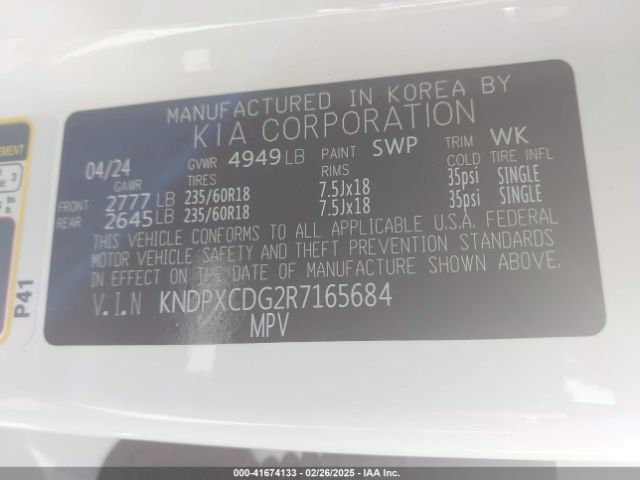 MANUFACTURED IN KOREA BY
KIA CORPORATION
04/24 GVWR 4949 LB PAINT SWP TRIM WK
GAWR TIRES RIMS COLD TIRE INFL
FRONT 2777 LB 235/60R18 7.5Jx18 35psi SINGLE
REAR 2645 LB 235/60R18 7.5Jx18 35psi SINGLE
THIS VEHICLE CONFORMS TO ALL APPLICABLE U.S.A. FEDERAL
MOTOR VEHICLE SAFETY AND THEFT PREVENTION STANDARDS
IN EFFECT ON THE DATE OF MANUFACTURE SHOWN ABOVE.
V.I.N KNDPXCDG2R7165684
MPV
P41
3
000-41674133 - 02/26/2025 - IAA Inc.